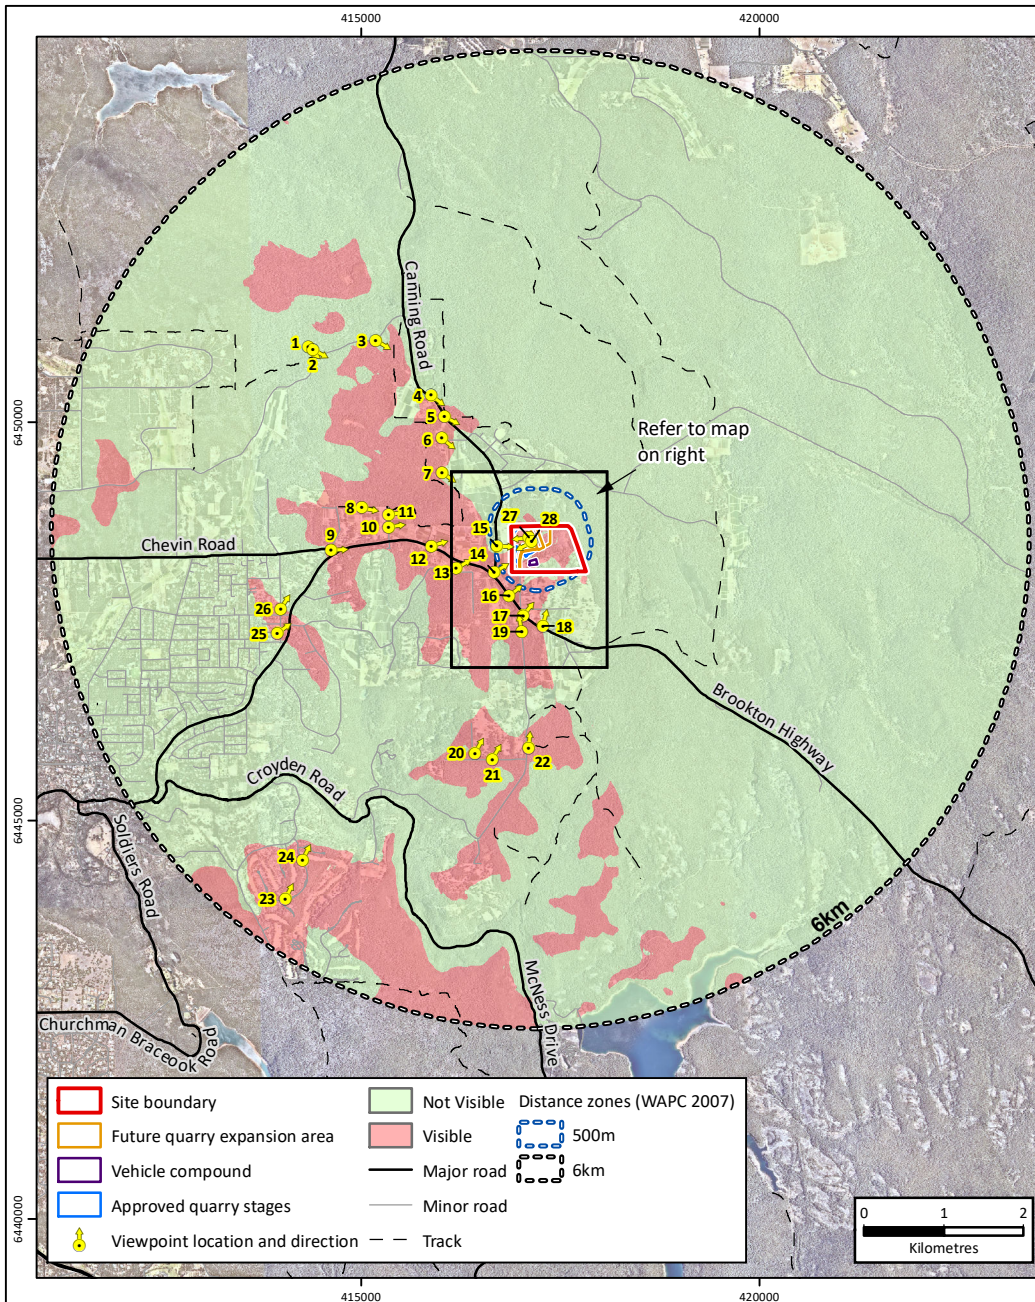 415000
420000
6450000
6445000
6440000
Canning Road
1
2
3
4
5
6
7
Refer to map
on right
8
11
10
9
Chevin Road
12
13
14
15
27
28
16
17
18
19
26
25
Brookton Highway
20
21
22
Croyden Road
Soldiers Road
24
23
6km
McNess Drive
Churchman Braceook Road
Site boundary
Future quarry expansion area
Vehicle compound
Approved quarry stages
Viewpoint location and direction
Not Visible
Visible
Major road
Minor road
Track
Distance zones (WAPC 2007)
500m
6km
0 1 2
Kilometres
415000
420000